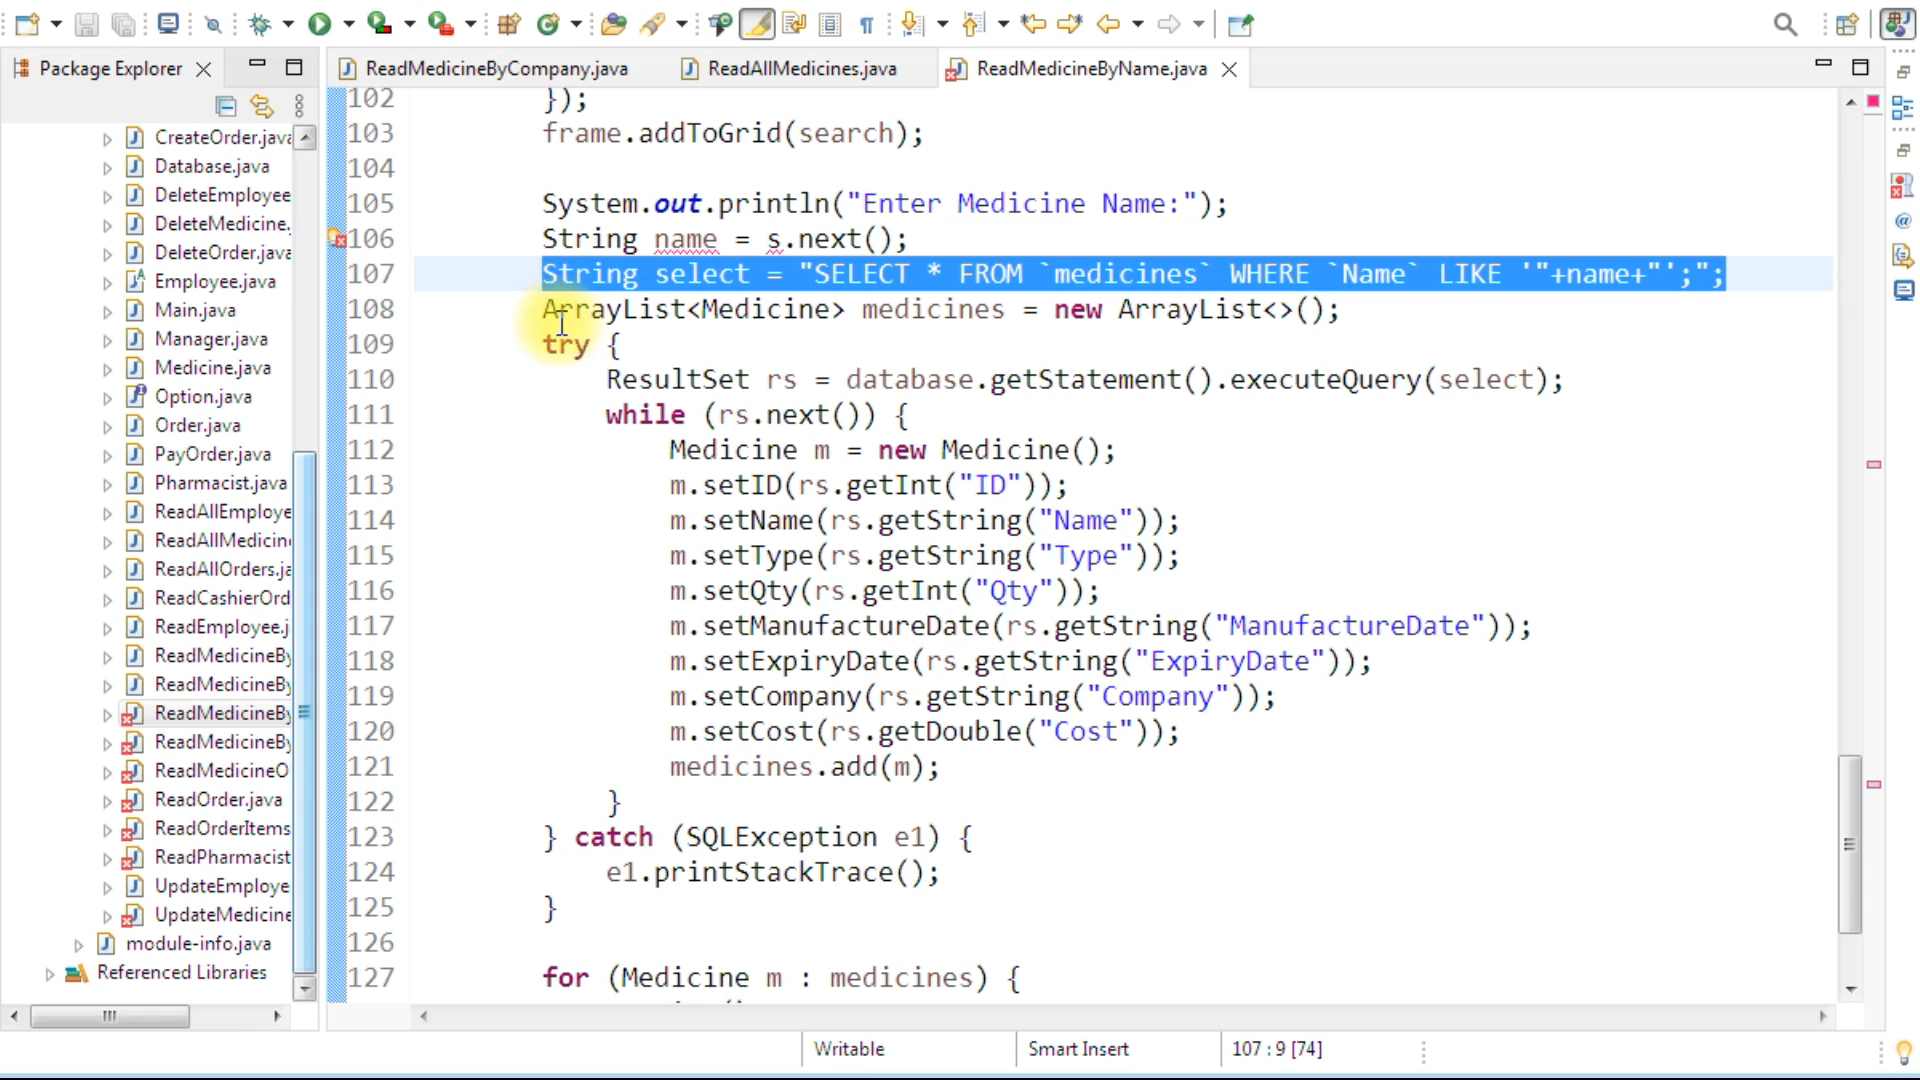 Package Explorer
ReadMedicineByCompany.java
ReadAllMedicines.java
ReadMedicineByName.java
CreateOrder.java
Database.java
DeleteEmployee
DeleteMedicine.
DeleteOrder.java
Employee.java
Main.java
Manager.java
Medicine.java
Option.java
Order.java
PayOrder.java
Pharmacist.java
ReadAllEmploye
ReadAllMedicin
ReadAllOrders.ja
ReadCashierOrd
ReadEmployee.j
ReadMedicineBy
ReadMedicineBy
ReadMedicineBy
ReadMedicineBy
ReadMedicineO
ReadOrder.java
ReadOrderItems
ReadPharmacist
UpdateEmploye
UpdateMedicine
module-info.java
Referenced Libraries
102 });
103 frame.addToGrid(search);
104
105 System.out.println("Enter Medicine Name:");
106 String name = s.next();
107 String select = "SELECT * FROM `medicines` WHERE `Name` LIKE '"+name+"';";
108 ArrayList<Medicine> medicines = new ArrayList<>();
109 try {
110 ResultSet rs = database.getStatement().executeQuery(select);
111 while (rs.next()) {
112 Medicine m = new Medicine();
113 m.setID(rs.getInt("ID"));
114 m.setName(rs.getString("Name"));
115 m.setType(rs.getString("Type"));
116 m.setQty(rs.getInt("Qty"));
117 m.setManufactureDate(rs.getString("ManufactureDate"));
118 m.setExpiryDate(rs.getString("ExpiryDate"));
119 m.setCompany(rs.getString("Company"));
120 m.setCost(rs.getDouble("Cost"));
121 medicines.add(m);
122 }
123 } catch (SQLException e1) {
124 e1.printStackTrace();
125 }
126
127 for (Medicine m : medicines) {
Writable
Smart Insert
107 : 9 [74]